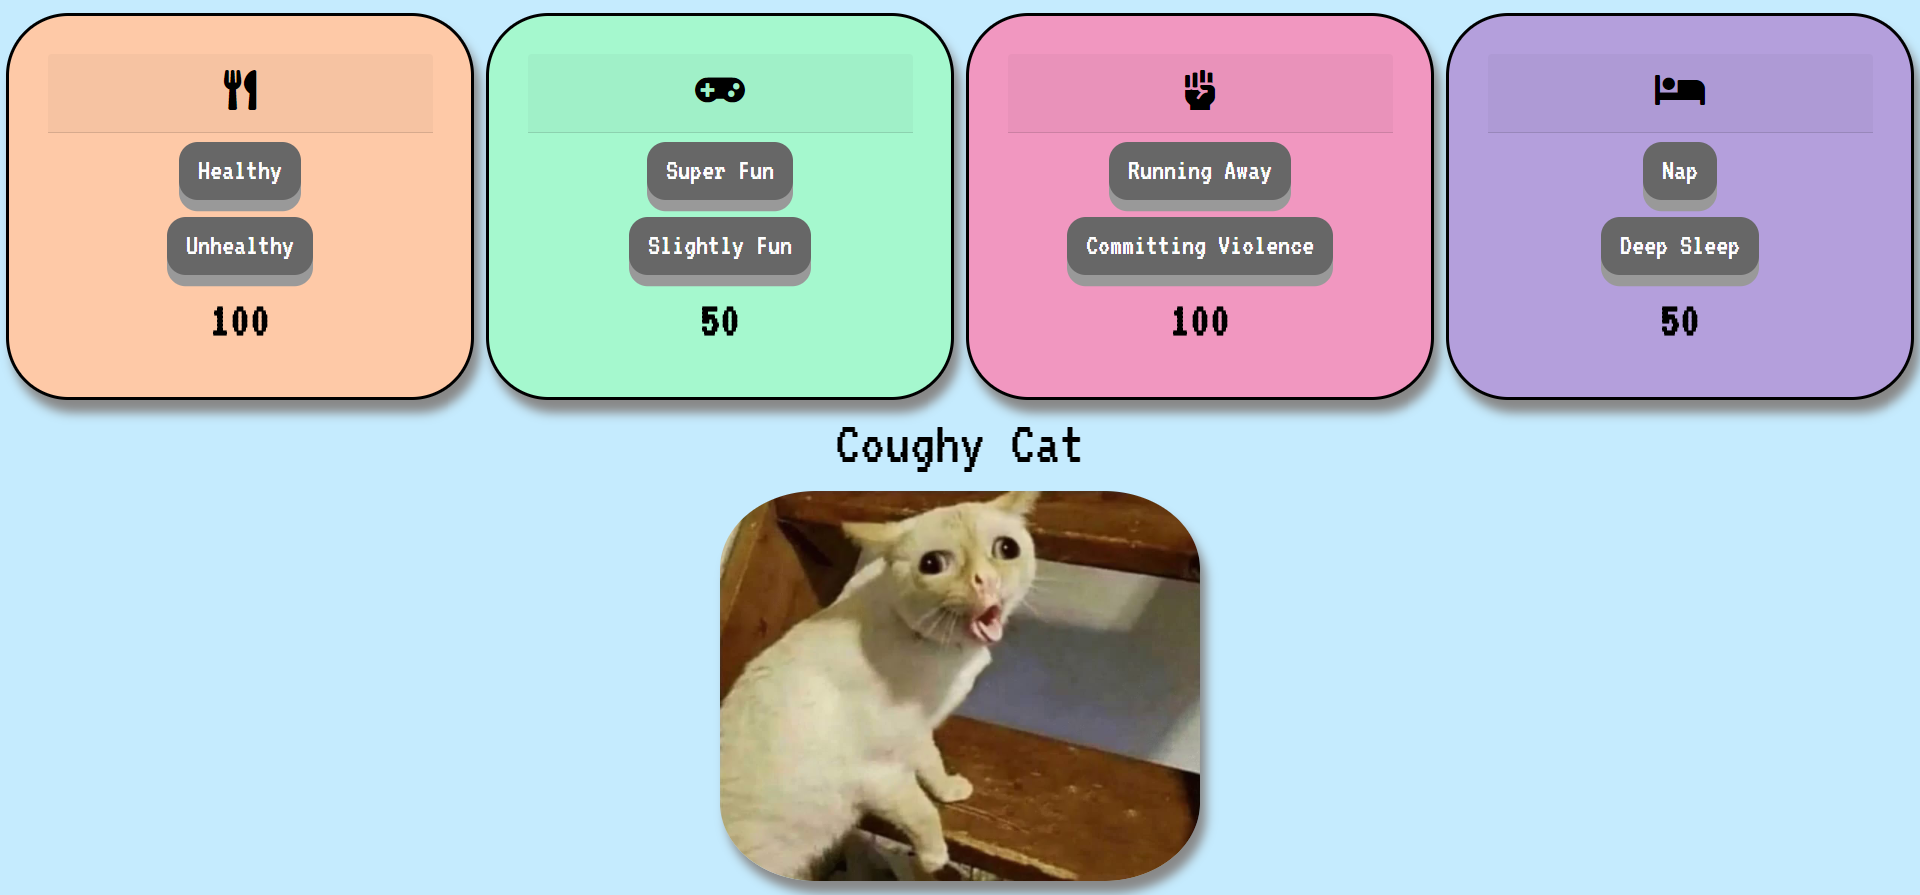 Healthy
Unhealthy
100
Super Fun
Slightly Fun
50
Running Away
Committing Violence
100
Nap
Deep Sleep
50
Coughy Cat